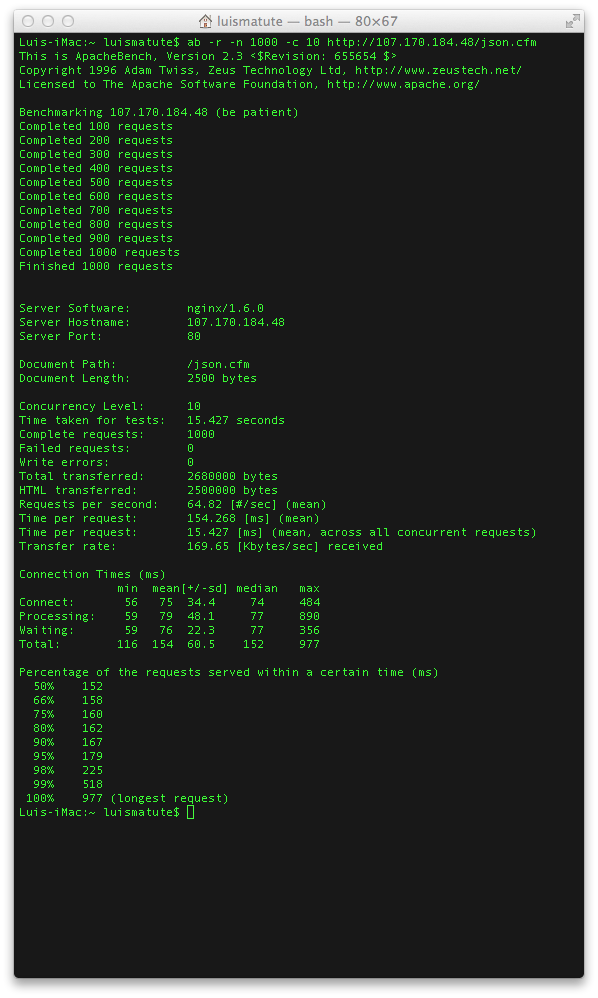 luismatute — bash — 80×67
Luis-iMac:~ luismatute$ ab -r -n 1000 -c 10 http://107.170.184.48/json.cfm
This is ApacheBench, Version 2.3 <$Revision: 655654 $>
Copyright 1996 Adam Twiss, Zeus Technology Ltd, http://www.zeustech.net/
Licensed to The Apache Software Foundation, http://www.apache.org/

Benchmarking 107.170.184.48 (be patient)
Completed 100 requests
Completed 200 requests
Completed 300 requests
Completed 400 requests
Completed 500 requests
Completed 600 requests
Completed 700 requests
Completed 800 requests
Completed 900 requests
Completed 1000 requests
Finished 1000 requests

Server Software:        nginx/1.6.0
Server Hostname:        107.170.184.48
Server Port:            80

Document Path:          /json.cfm
Document Length:        2500 bytes

Concurrency Level:      10
Time taken for tests:   15.427 seconds
Complete requests:      1000
Failed requests:        0
Write errors:           0
Total transferred:      2680000 bytes
HTML transferred:       2500000 bytes
Requests per second:    64.82 [#/sec] (mean)
Time per request:       154.268 [ms] (mean)
Time per request:       15.427 [ms] (mean, across all concurrent requests)
Transfer rate:          169.65 [Kbytes/sec] received

Connection Times (ms)
              min  mean[+/-sd] median   max
Connect:       56   75  34.4     74     484
Processing:    59   79  48.1     77     890
Waiting:       59   76  22.3     77     356
Total:        116  154  60.5    152     977

Percentage of the requests served within a certain time (ms)
  50%    152
  66%    158
  75%    160
  80%    162
  90%    167
  95%    179
  98%    225
  99%    518
 100%    977 (longest request)
Luis-iMac:~ luismatute$